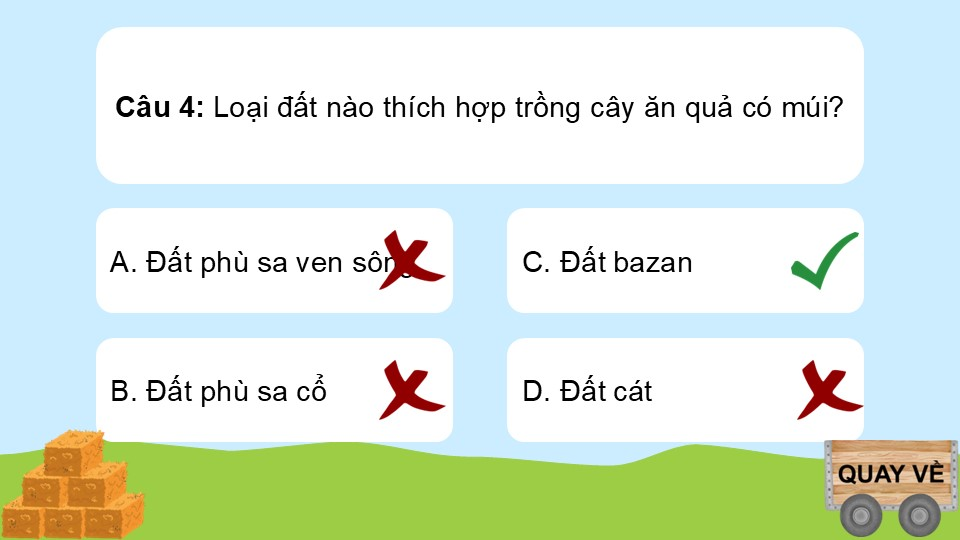 Câu 4: Loại đất nào thích hợp trồng cây ăn quả có múi?
A. Đất phù sa ven sông
C. Đất bazan
B. Đất phù sa cổ
D. Đất cát
QUAY VỀ